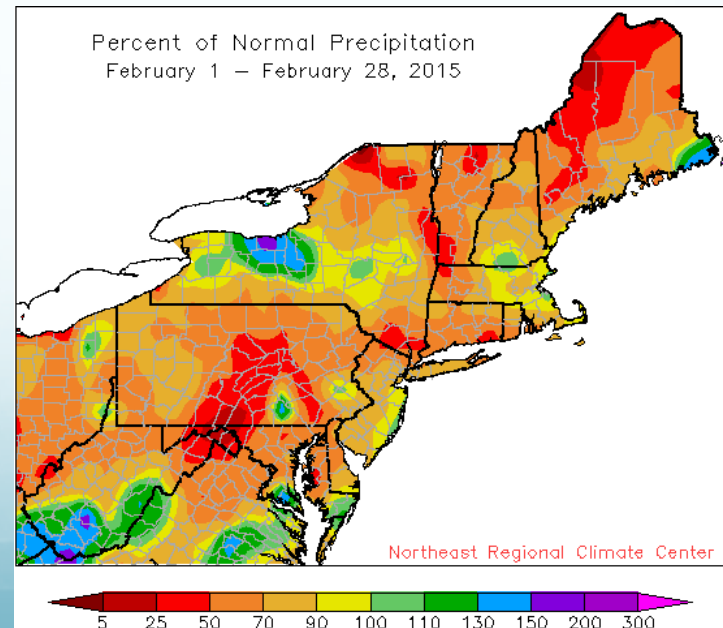 Percent of Normal Precipitation
February 1 – February 28, 2015
Northeast Regional Climate Center
5 25 50 70 90 100 110 130 150 200 300